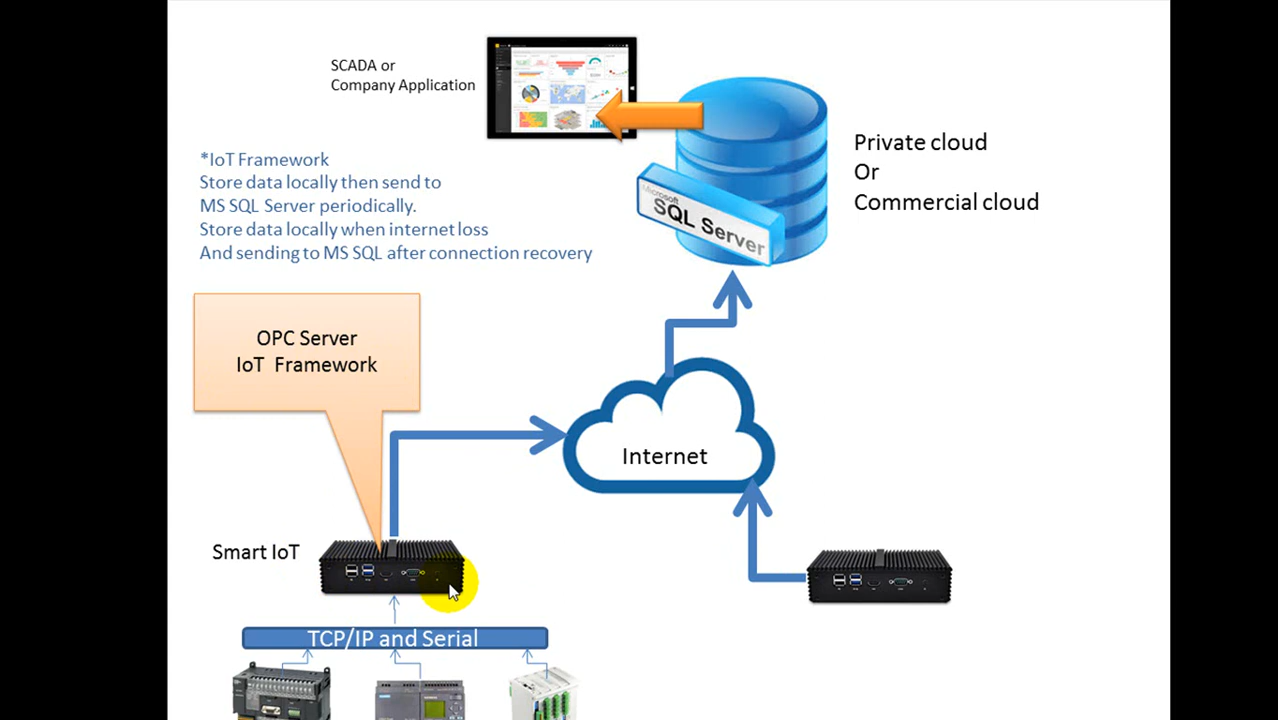 SCADA or
Company Application
*IoT Framework
Store data locally then send to
MS SQL Server periodically.
Store data locally when internet loss
And sending to MS SQL after connection recovery
Microsoft
SQL Server
Private cloud
Or
Commercial cloud
OPC Server
IoT Framework
Internet
Smart IoT
TCP/IP and Serial